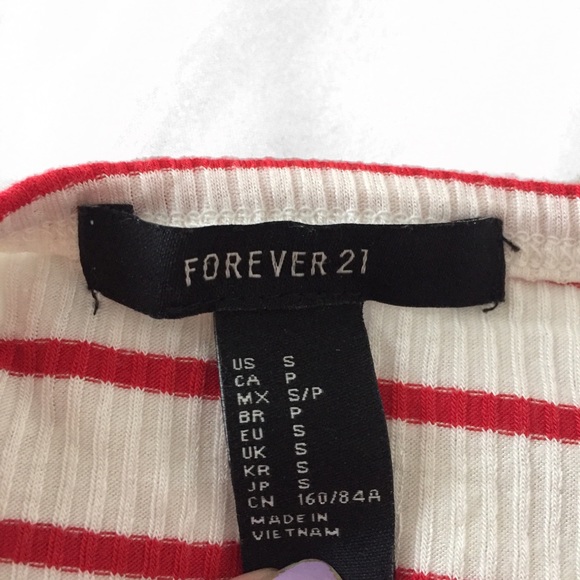 FOREVER 21
US S
CA P
MX S/P
BR P
EU S
UK S
KR S
JP S
CN 160/84A
MADE IN
VIETNAM